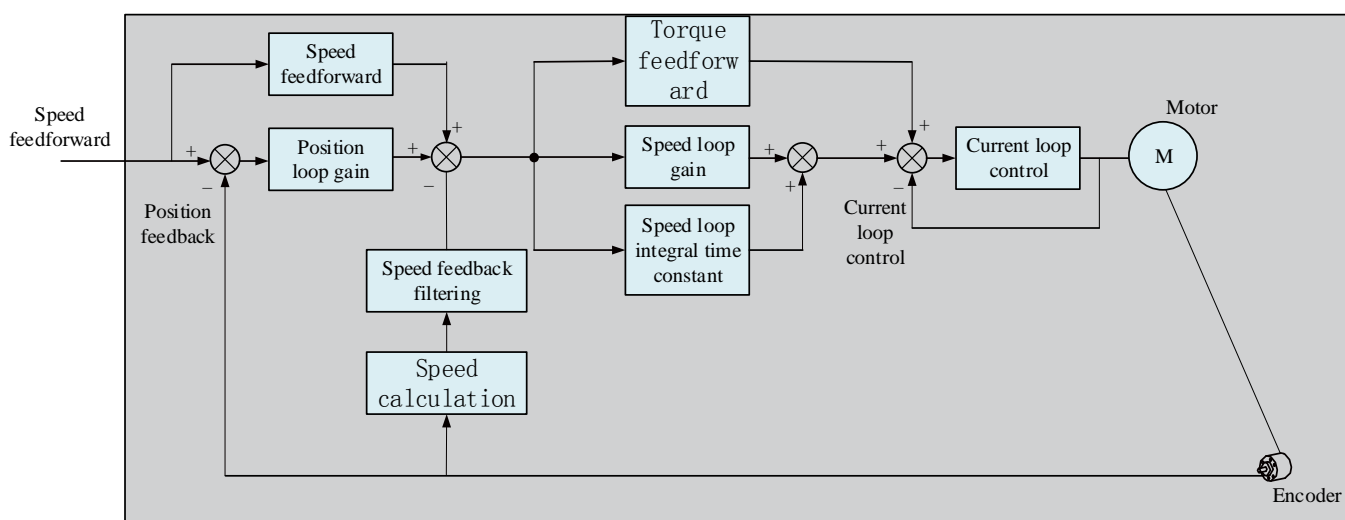 Speed
feedforward
Speed
feedforward
+
−
Position
feedback
Position
loop gain
+
+
−
Speed feedback
filtering
Speed
calculation
Torque
feedforw
ard
Speed loop
gain
Speed loop
integral time
constant
+
+
+
+
−
Current
loop
control
Current loop
control
Motor
M
Encoder